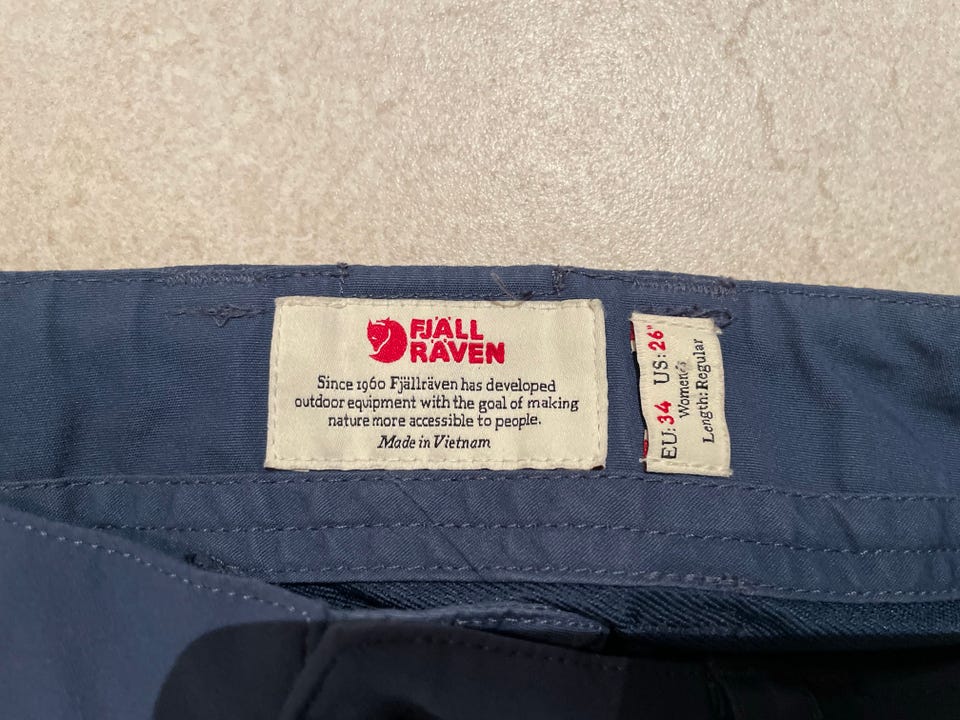 FJÄLL
RÄVEN
Since 1960 Fjällräven has developed
outdoor equipment with the goal of making
nature more accessible to people.
Made in Vietnam
EU: 34 US: 26"
Women's
Length: Regular